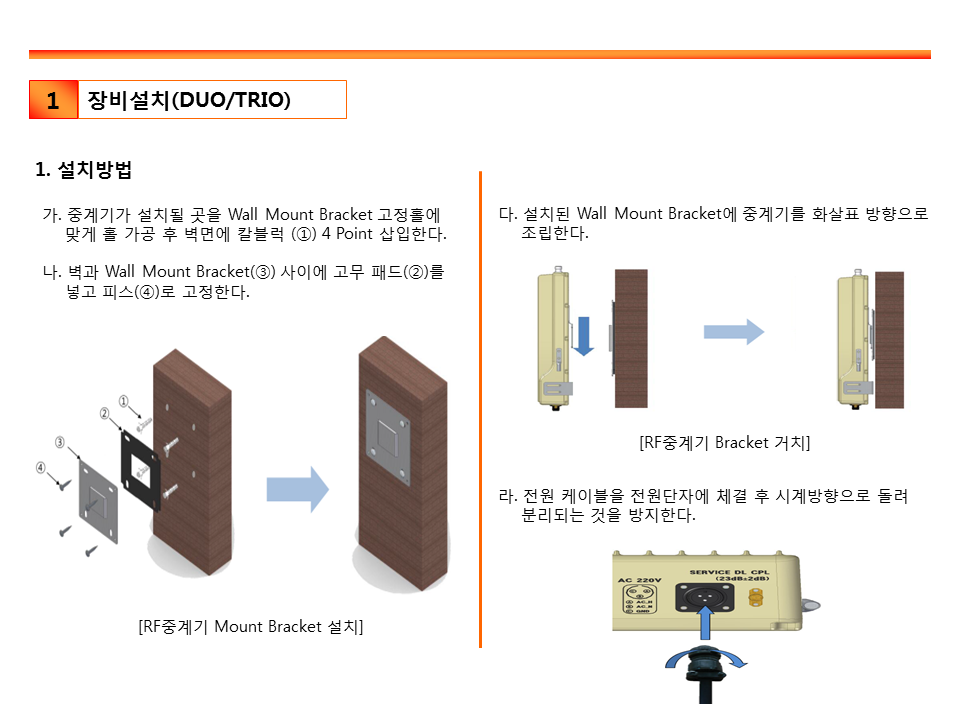 1
장비설치(DUO/TRIO)
1. 설치방법
가. 중계기가 설치될 곳을 Wall Mount Bracket 고정홀에
맞게 홀 가공 후 벽면에 칼블럭 (①) 4 Point 삽입한다.
나. 벽과 Wall Mount Bracket(③) 사이에 고무 패드(②)를
넣고 피스(④)로 고정한다.
①
②
③
④
[RF중계기 Mount Bracket 설치]
다. 설치된 Wall Mount Bracket에 중계기를 화살표 방향으로
조립한다.
[RF중계기 Bracket 거치]
라. 전원 케이블을 전원단자에 체결 후 시계방향으로 돌려
분리되는 것을 방지한다.
SERVICE DL CPL
(23dB±2dB)
AC 220V
Ⓐ AC_H
Ⓑ AC_N
Ⓒ GND